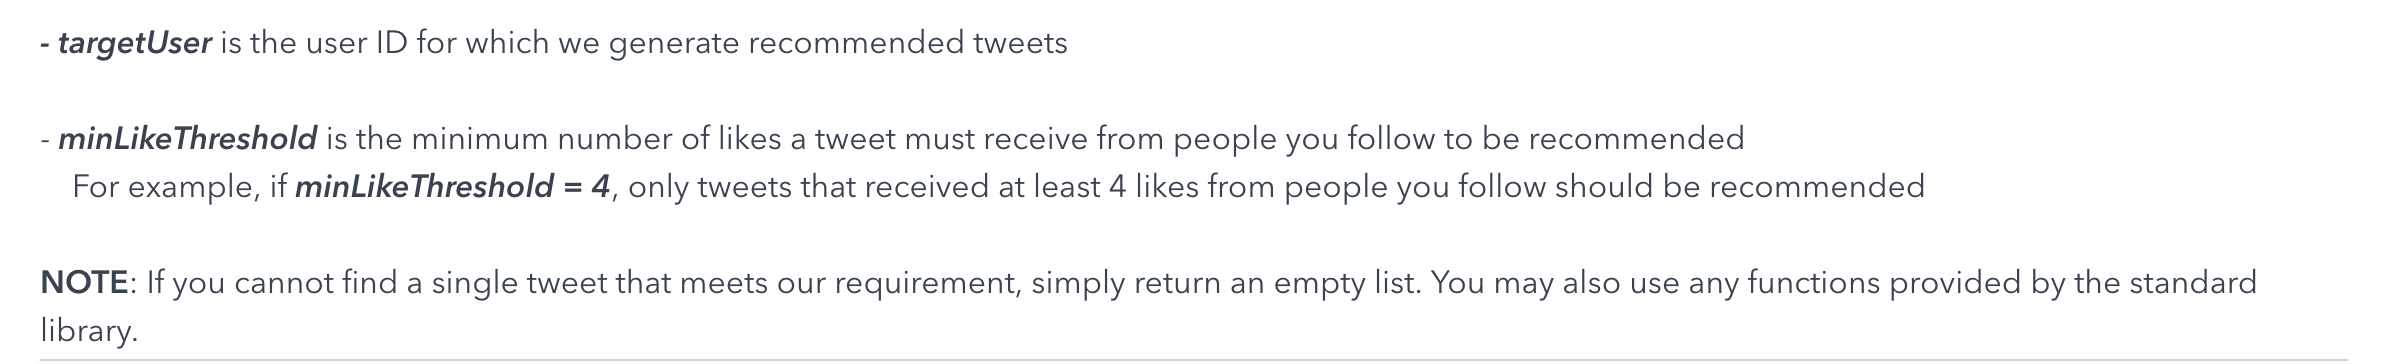 - targetUser is the user ID for which we generate recommended tweets
- minLikeThreshold is the minimum number of likes a tweet must receive from people you follow to be recommended
For example, if minLikeThreshold = 4, only tweets that received at least 4 likes from people you follow should be recommended
NOTE: If you cannot find a single tweet that meets our requirement, simply return an empty list. You may also use any functions provided by the standard
library.